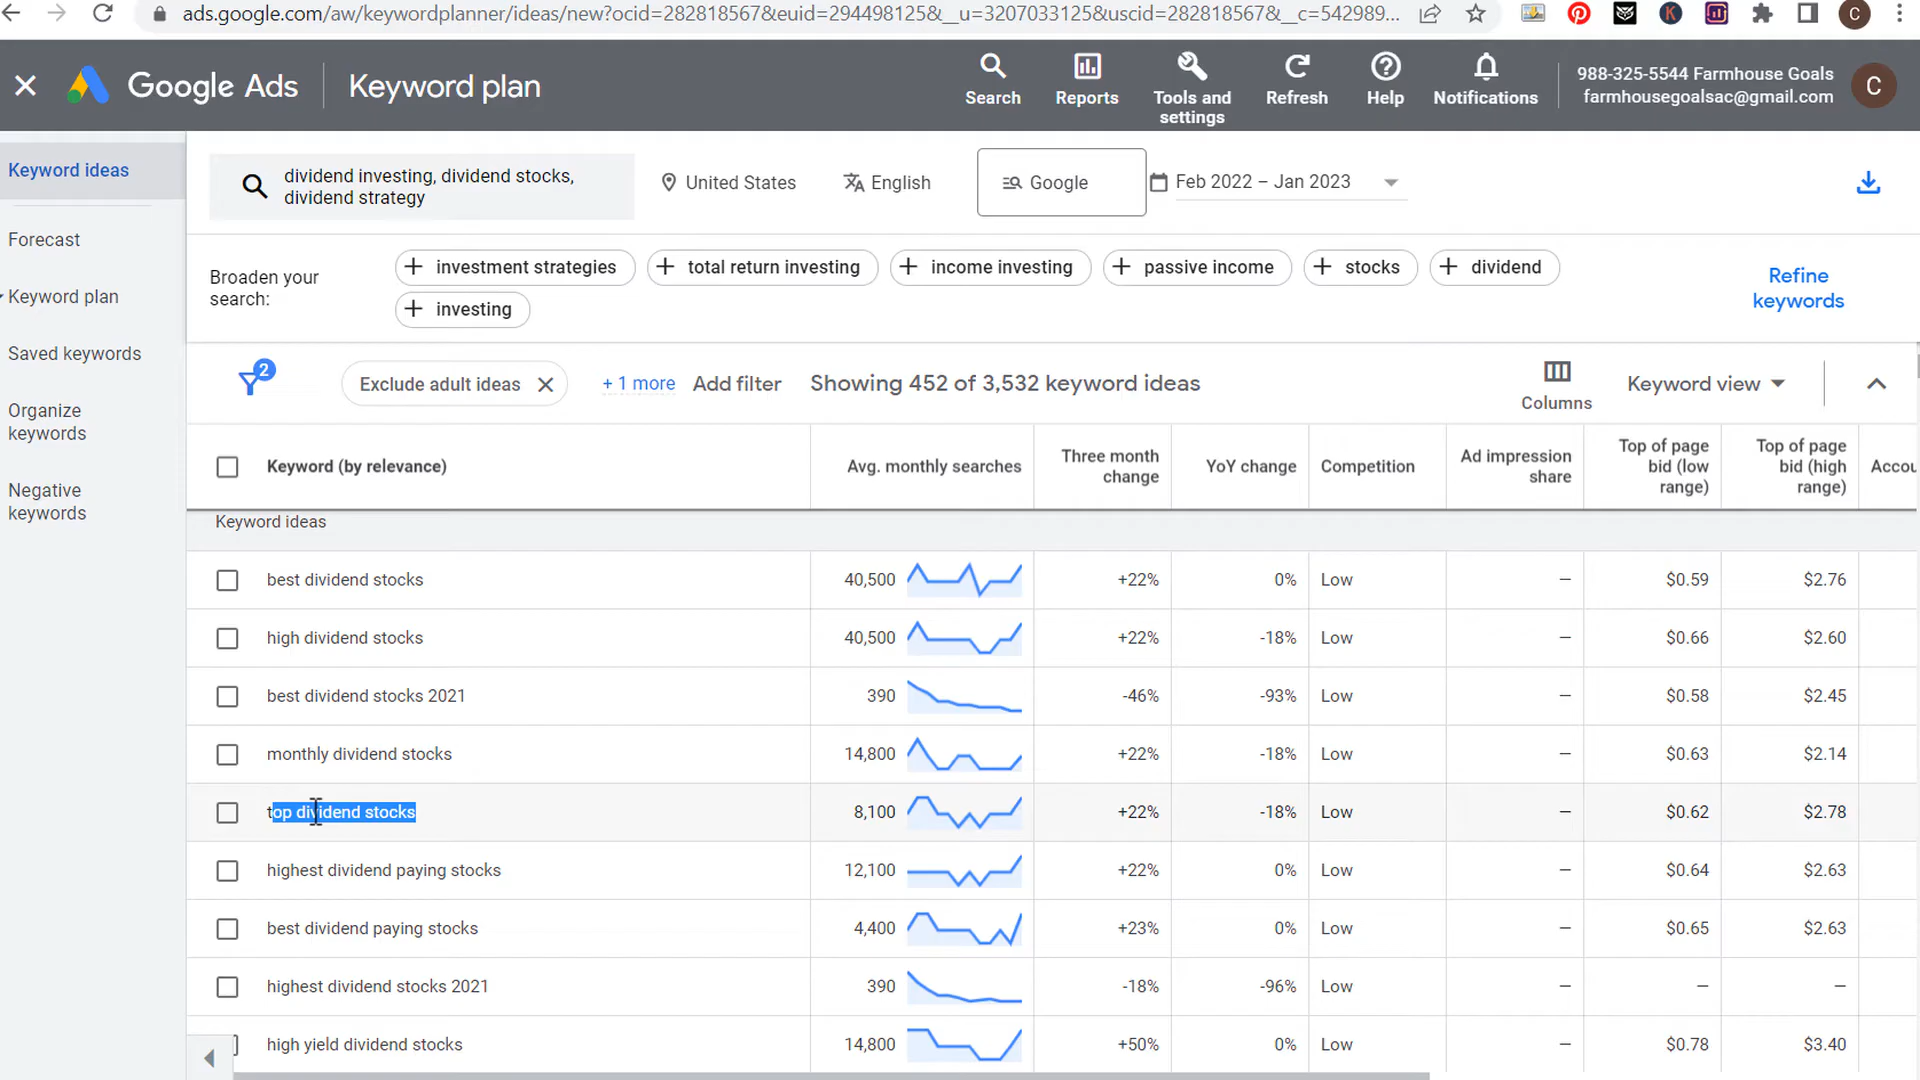 ads.google.com/aw/keywordplanner/ideas/new?ocid=282818567&euid=294498125&__u=3207033125&uscid=282818567&__c=542989...
C
Google Ads
Keyword plan
Search
Reports
Tools and
settings
Refresh
Help
Notifications
988-325-5544 Farmhouse Goals
farmhousegoalsac@gmail.com
C
Keyword ideas
Forecast
Keyword plan
Saved keywords
Organize
keywords
Negative
keywords
dividend investing, dividend stocks,
dividend strategy
United States
English
Google
Feb 2022 – Jan 2023
Broaden your
search:
investment strategies
total return investing
income investing
passive income
stocks
dividend
investing
Refine
keywords
2
Exclude adult ideas
+ 1 more
Add filter
Showing 452 of 3,532 keyword ideas
Columns
Keyword view
Keyword (by relevance)
Avg. monthly searches
Three month
change
YoY change
Competition
Ad impression
share
Top of page
bid (low
range)
Top of page
bid (high
range)
Accou
Keyword ideas
best dividend stocks 40,500 +22% 0% Low – $0.59 $2.76
high dividend stocks 40,500 +22% -18% Low – $0.66 $2.60
best dividend stocks 2021 390 -46% -93% Low – $0.58 $2.45
monthly dividend stocks 14,800 +22% -18% Low – $0.63 $2.14
top dividend stocks 8,100 +22% -18% Low – $0.62 $2.78
highest dividend paying stocks 12,100 +22% 0% Low – $0.64 $2.63
best dividend paying stocks 4,400 +23% 0% Low – $0.65 $2.63
highest dividend stocks 2021 390 -18% -96% Low – – –
high yield dividend stocks 14,800 +50% 0% Low – $0.78 $3.40